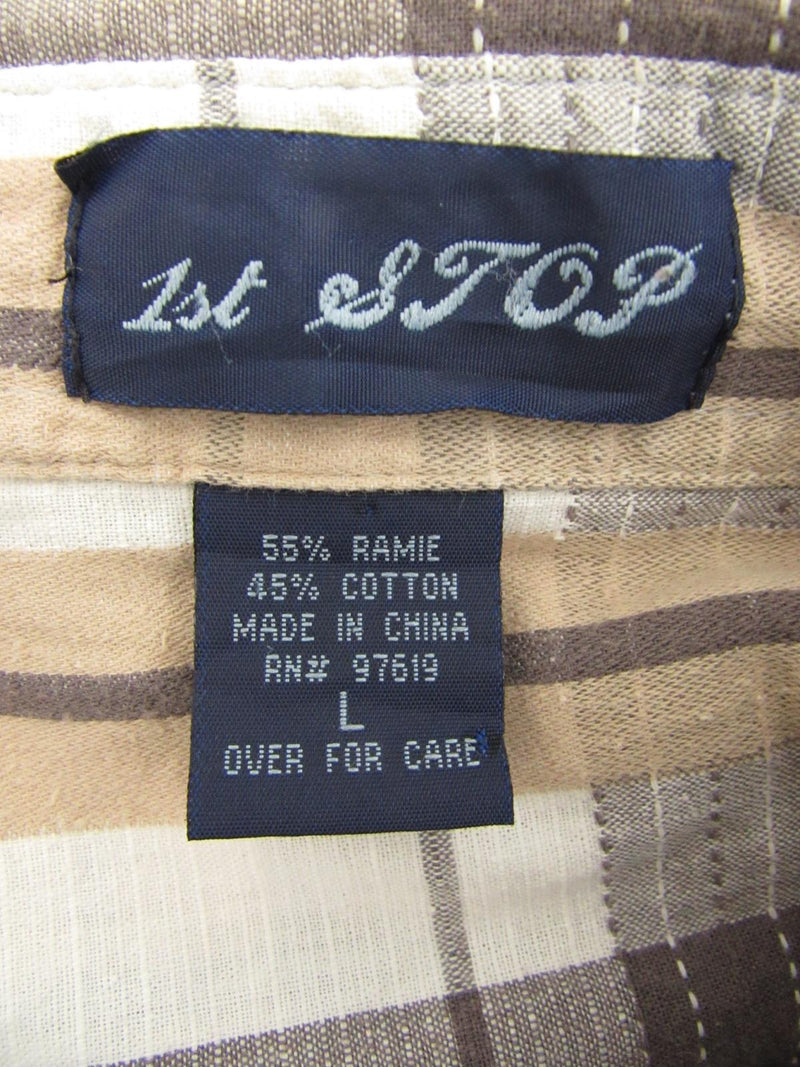 1st STOP
55% RAMIE
45% COTTON
MADE IN CHINA
RN# 97619
L
OVER FOR CARE